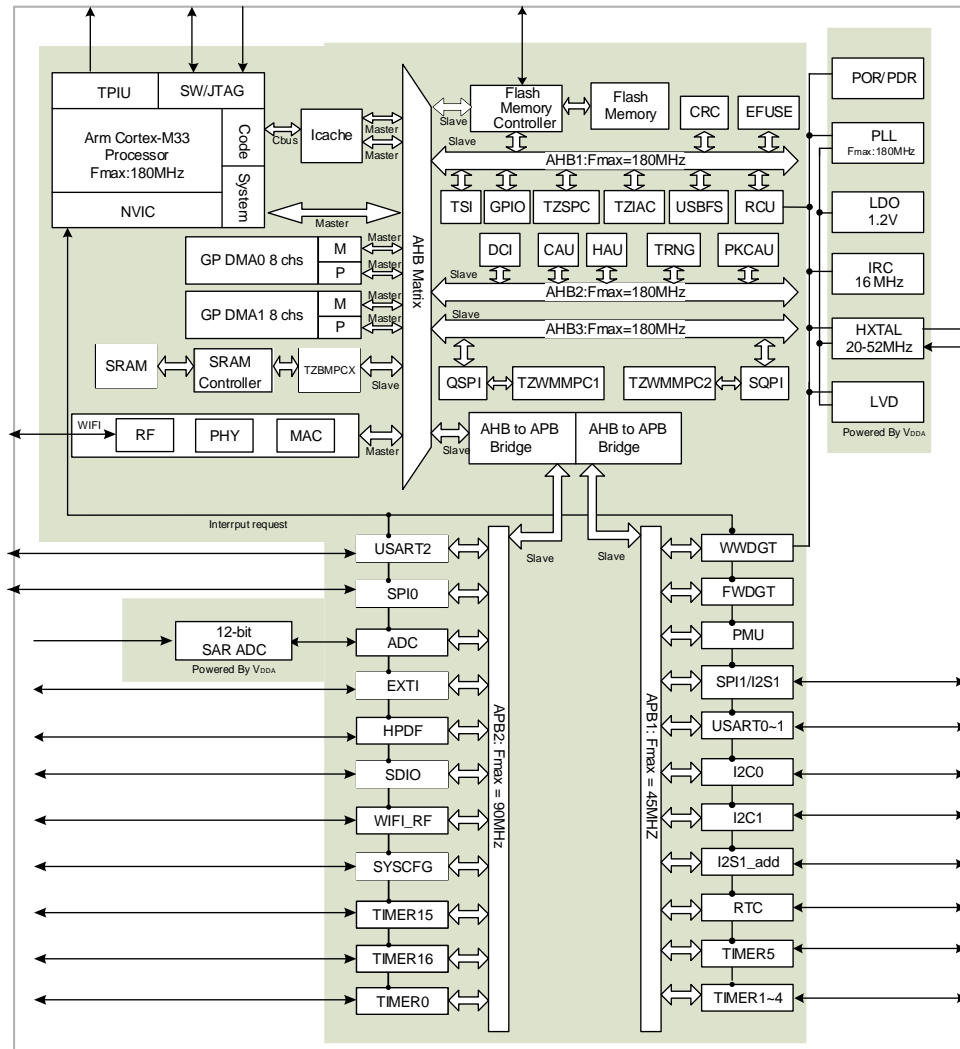 TPIU
SW/JTAG
Arm Cortex-M33
Processor
Fmax:180MHz
Code
System
NVIC
Cbus
Icache
Master
Master
Master
AHB Matrix
Slave
Flash
Memory
Controller
Flash
Memory
CRC
EFUSE
Slave
AHB1:Fmax=180MHz
TSI
GPIO
TZSPC
TZIAC
USBFS
RCU
GP DMA0 8 chs
M
P
Master
Master
GP DMA1 8 chs
M
P
Master
Master
DCI
CAU
HAU
TRNG
PKCAU
Slave
AHB2:Fmax=180MHz
Slave
AHB3:Fmax=180MHz
SRAM
SRAM
Controller
TZBMPCX
Slave
QSPI
TZWMMPC1
TZWMMPC2
SQPI
WIFI
RF
PHY
MAC
Master
Slave
AHB to APB
Bridge
AHB to APB
Bridge
POR/PDR
PLL
Fmax:180MHz
LDO
1.2V
IRC
16MHz
HXTAL
20-52MHz
LVD
Powered By VDDA
Interrput request
Slave
Slave
USART2
SPI0
12-bit
SAR ADC
Powered By VDDA
ADC
EXTI
HPDF
SDIO
WIFI_RF
SYSCFG
TIMER15
TIMER16
TIMER0
APB2: Fmax = 90MHz
APB1: Fmax = 45MHZ
WWDGT
FWDGT
PMU
SPI1/I2S1
USART0~1
I2C0
I2C1
I2S1_add
RTC
TIMER5
TIMER1~4